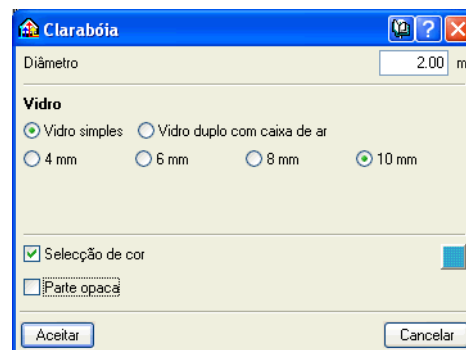 Clarabóia ?
Diâmetro 2.00 m
Vidro
Vidro simples Vidro duplo com caixa de ar
4 mm 6 mm 8 mm 10 mm
Selecção de cor
Parte opaca
Aceitar Cancelar